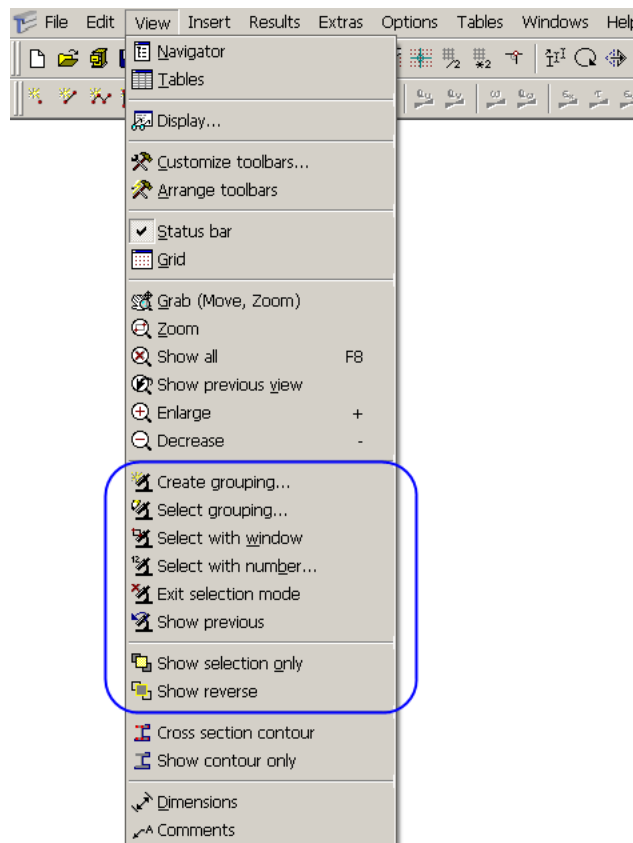 File Edit View Insert Results Extras Options Tables Windows Help
Navigator
Tables
Display...
Customize toolbars...
Arrange toolbars
Status bar
Grid
Grab (Move, Zoom)
Zoom
Show all F8
Show previous view
Enlarge +
Decrease -
Create grouping...
Select grouping...
Select with window
Select with number...
Exit selection mode
Show previous
Show selection only
Show reverse
Cross section contour
Show contour only
Dimensions
Comments